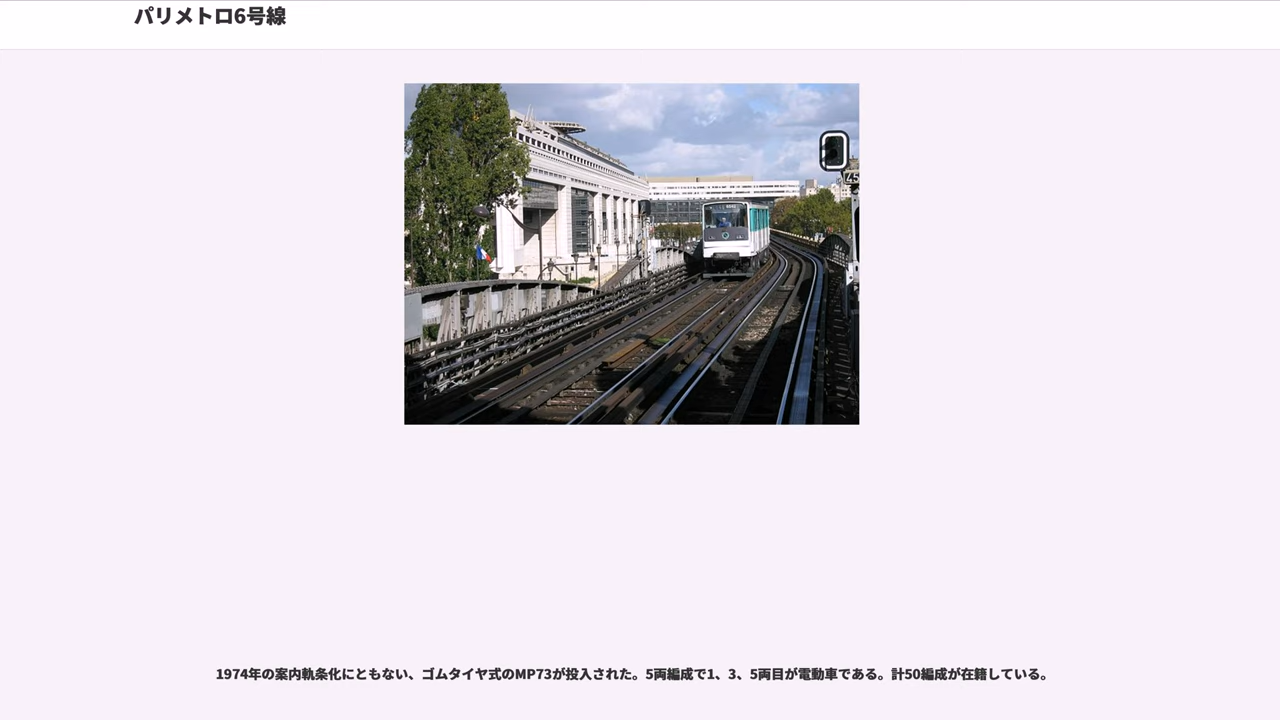 パリメトロ6号線
45
1974年の案内軌条化にともない、ゴムタイヤ式のMP73が投入された。5両編成で1、3、5両目が電動車である。計50編成が在籍している。